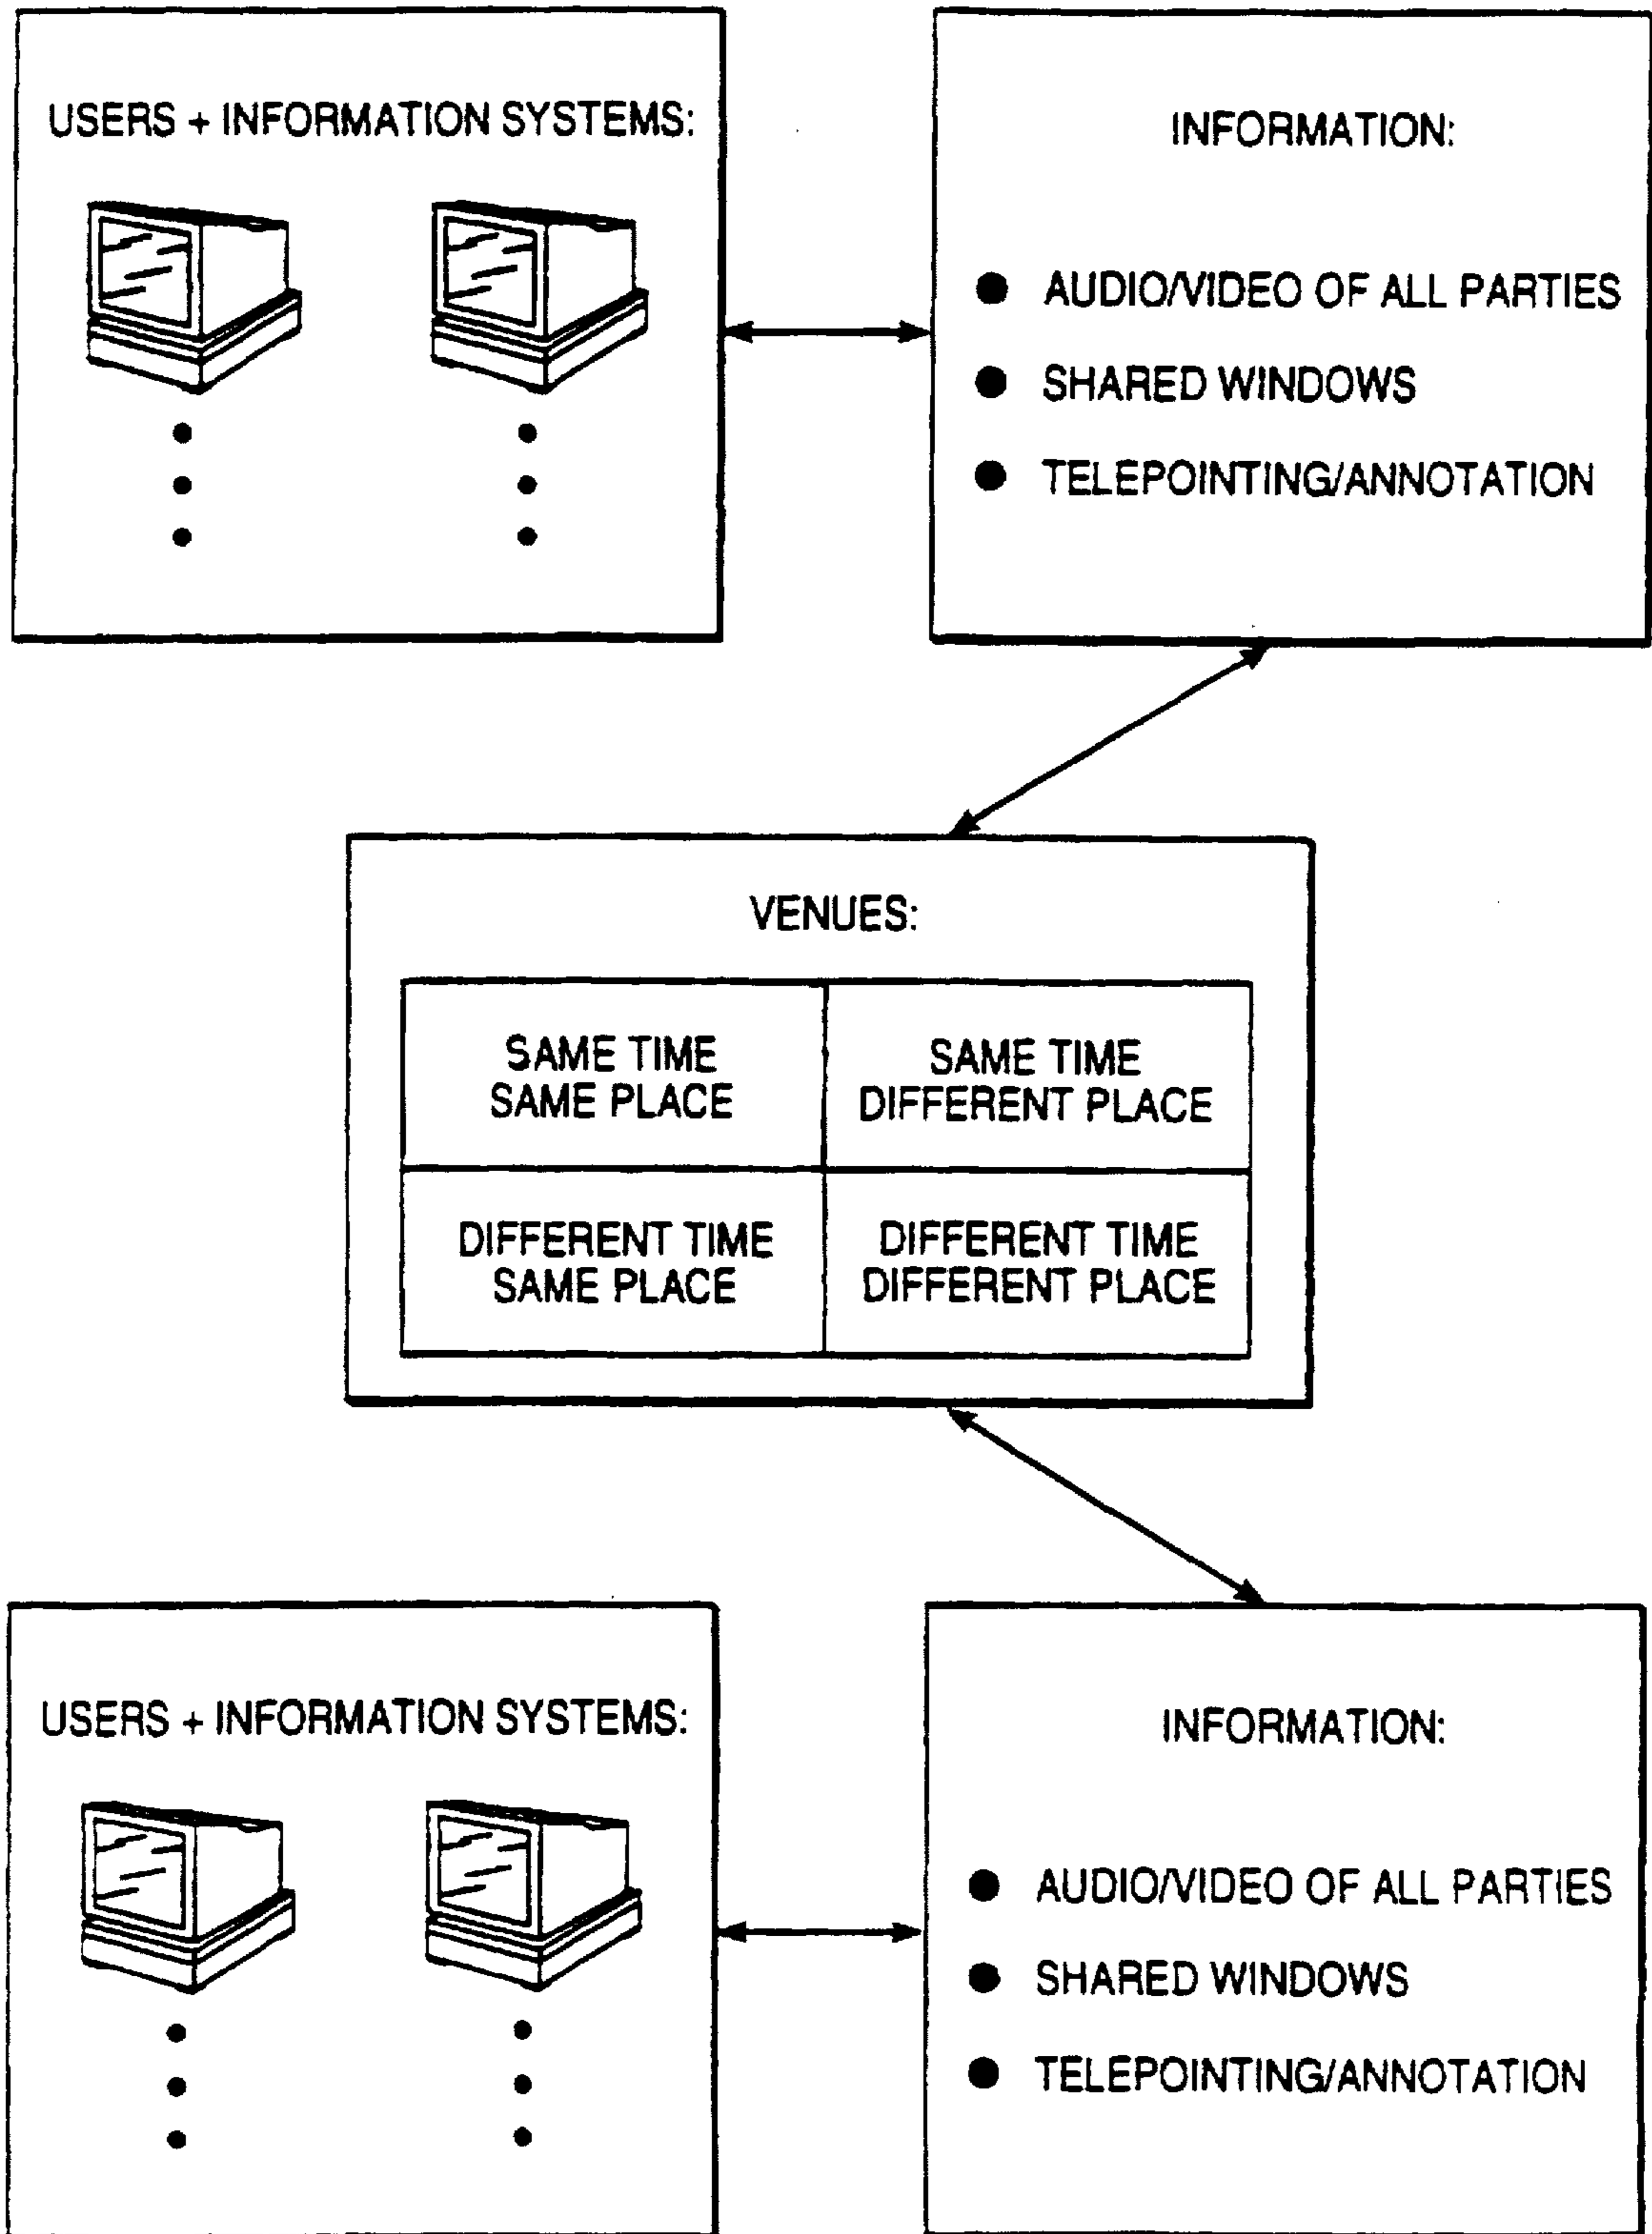 USERS + INFORMATION SYSTEMS:
INFORMATION:
● AUDIO/VIDEO OF ALL PARTIES
● SHARED WINDOWS
● TELEPOINTING/ANNOTATION
VENUES:
SAME TIME
SAME PLACE
SAME TIME
DIFFERENT PLACE
DIFFERENT TIME
SAME PLACE
DIFFERENT TIME
DIFFERENT PLACE
USERS + INFORMATION SYSTEMS:
INFORMATION:
● AUDIO/VIDEO OF ALL PARTIES
● SHARED WINDOWS
● TELEPOINTING/ANNOTATION